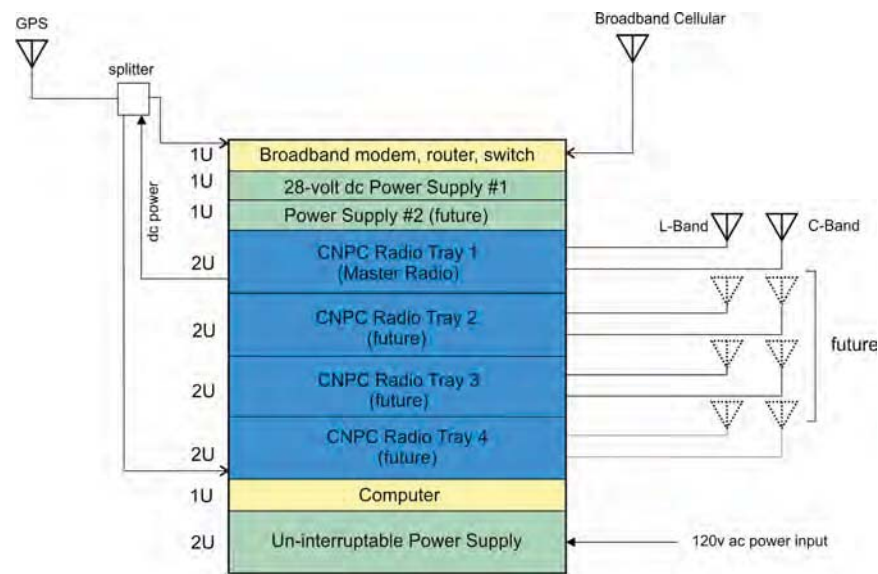 GPS
Broadband Cellular
splitter
dc power
1U
Broadband modem, router, switch
1U
28-volt dc Power Supply #1
1U
Power Supply #2 (future)
2U
CNPC Radio Tray 1
(Master Radio)
L-Band
C-Band
2U
CNPC Radio Tray 2
(future)
future
2U
CNPC Radio Tray 3
(future)
2U
CNPC Radio Tray 4
(future)
1U
Computer
2U
Un-interruptable Power Supply
120v ac power input